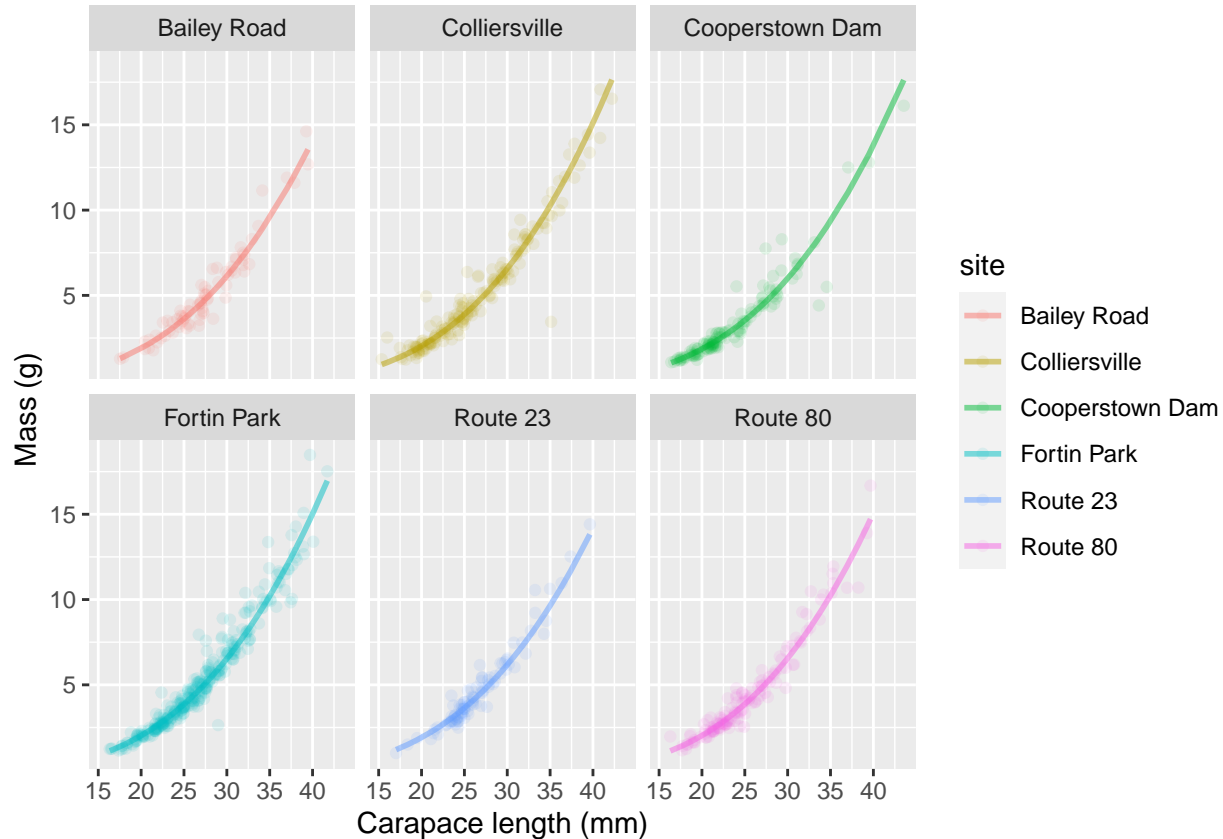 Bailey Road
Colliersville
Cooperstown Dam
15
10
5
Fortin Park
Route 23
Route 80
15
10
5
15 20 25 30 35 40
15 20 25 30 35 40
15 20 25 30 35 40
Carapace length (mm)
Mass (g)
site
Bailey Road
Colliersville
Cooperstown Dam
Fortin Park
Route 23
Route 80